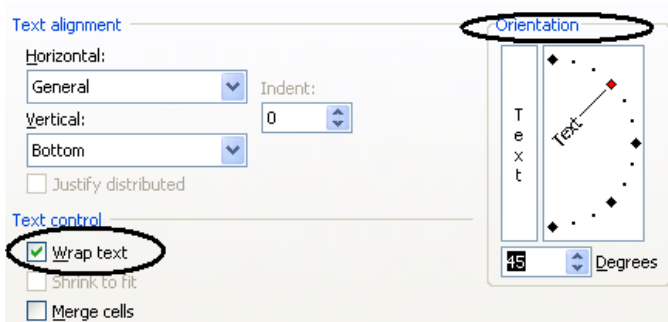 Text alignment
Horizontal:
General
Indent:
0
Vertical:
Bottom
Justify distributed
Text control
Wrap text
Shrink to fit
Merge cells
Orientation
T
e
x
t
Text
45 Degrees